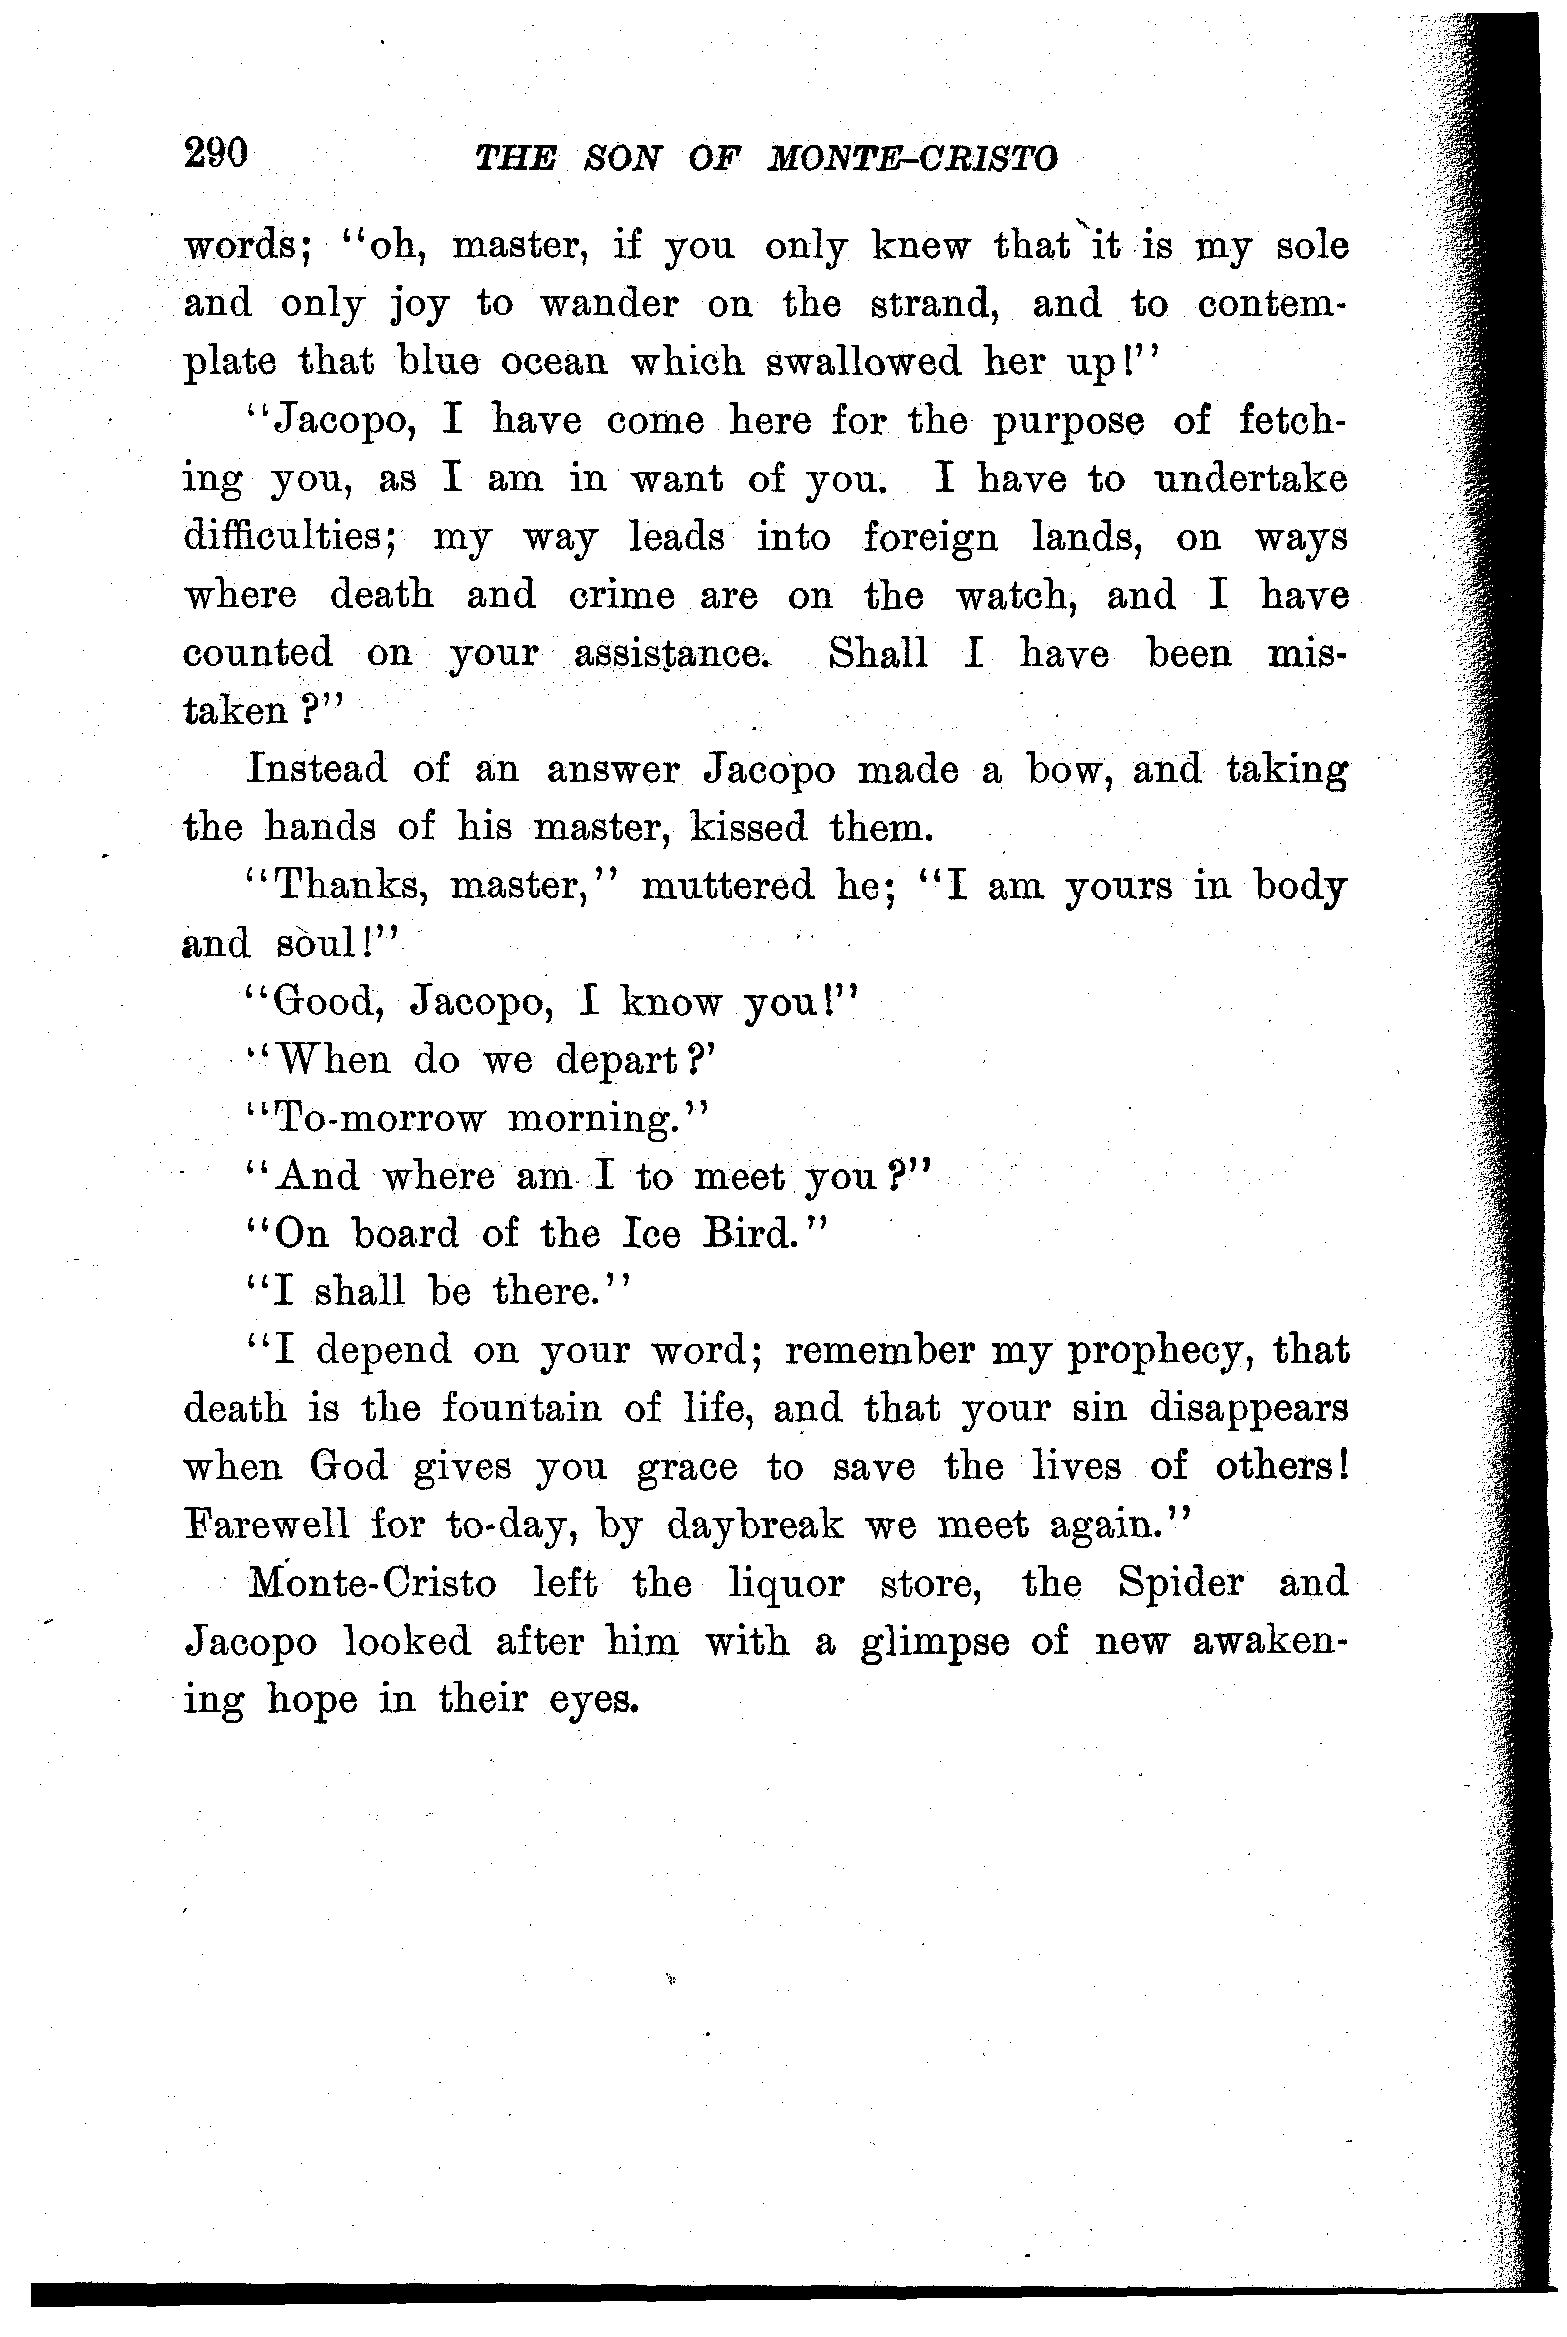 290 THE SON OF MONTE-CRISTO
words; "oh, master, if you only knew that it is my sole
and only joy to wander on the strand, and to contem-
plate that blue ocean which swallowed her up!"
"Jacopo, I have come here for the purpose of fetch-
ing you, as I am in want of you. I have to undertake
difficulties; my way leads into foreign lands, on ways
where death and crime are on the watch, and I have
counted on your assistance. Shall I have been mis-
taken?"
Instead of an answer Jacopo made a bow, and taking
the hands of his master, kissed them.
"Thanks, master," muttered he; "I am yours in body
and soul!"
"Good, Jacopo, I know you!"
"When do we depart?'
"To-morrow morning."
"And where am I to meet you?"
"On board of the Ice Bird."
"I shall be there."
"I depend on your word; remember my prophecy, that
death is the fountain of life, and that your sin disappears
when God gives you grace to save the lives of others!
Farewell for to-day, by daybreak we meet again."
Monte-Cristo left the liquor store, the Spider and
Jacopo looked after him with a glimpse of new awaken-
ing hope in their eyes.